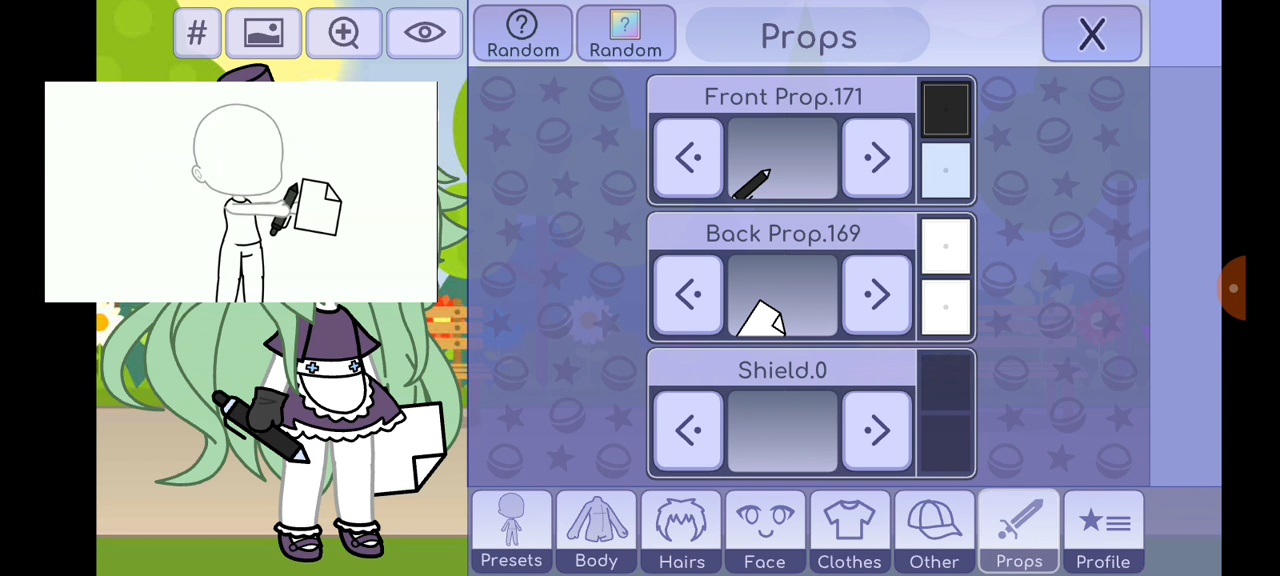 #
Random
Random
Props
X
Front Prop.171
Back Prop.169
Shield.0
Presets
Body
Hairs
Face
Clothes
Other
Props
Profile